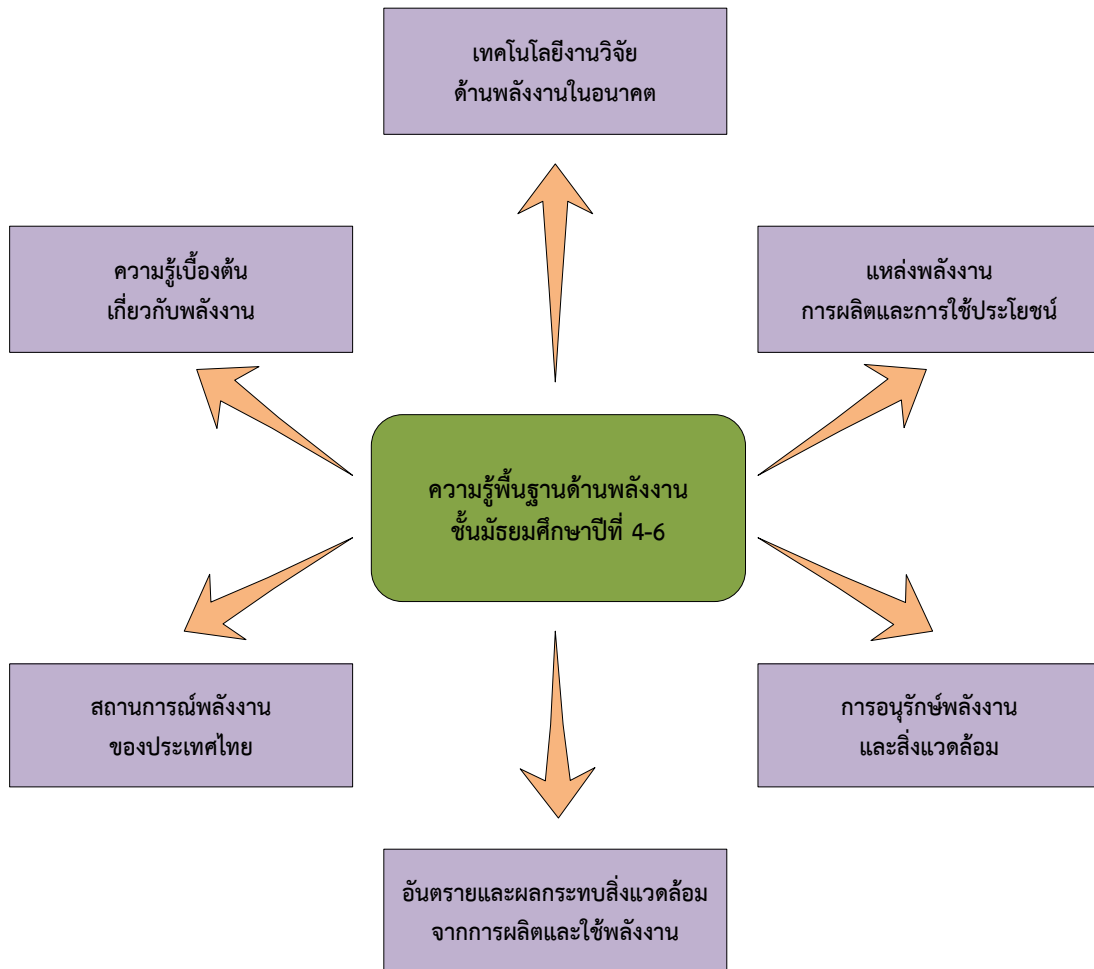 เทคโนโลยีงานวิจัย
ด้านพลังงานในอนาคต
ความรู้เบื้องต้น
เกี่ยวกับพลังงาน
แหล่งพลังงาน
การผลิตและการใช้ประโยชน์
ความรู้พื้นฐานด้านพลังงาน
ชั้นมัธยมศึกษาปีที่ 4-6
สถานการณ์พลังงาน
ของประเทศไทย
การอนุรักษ์พลังงาน
และสิ่งแวดล้อม
อันตรายและผลกระทบสิ่งแวดล้อม
จากการผลิตและใช้พลังงาน